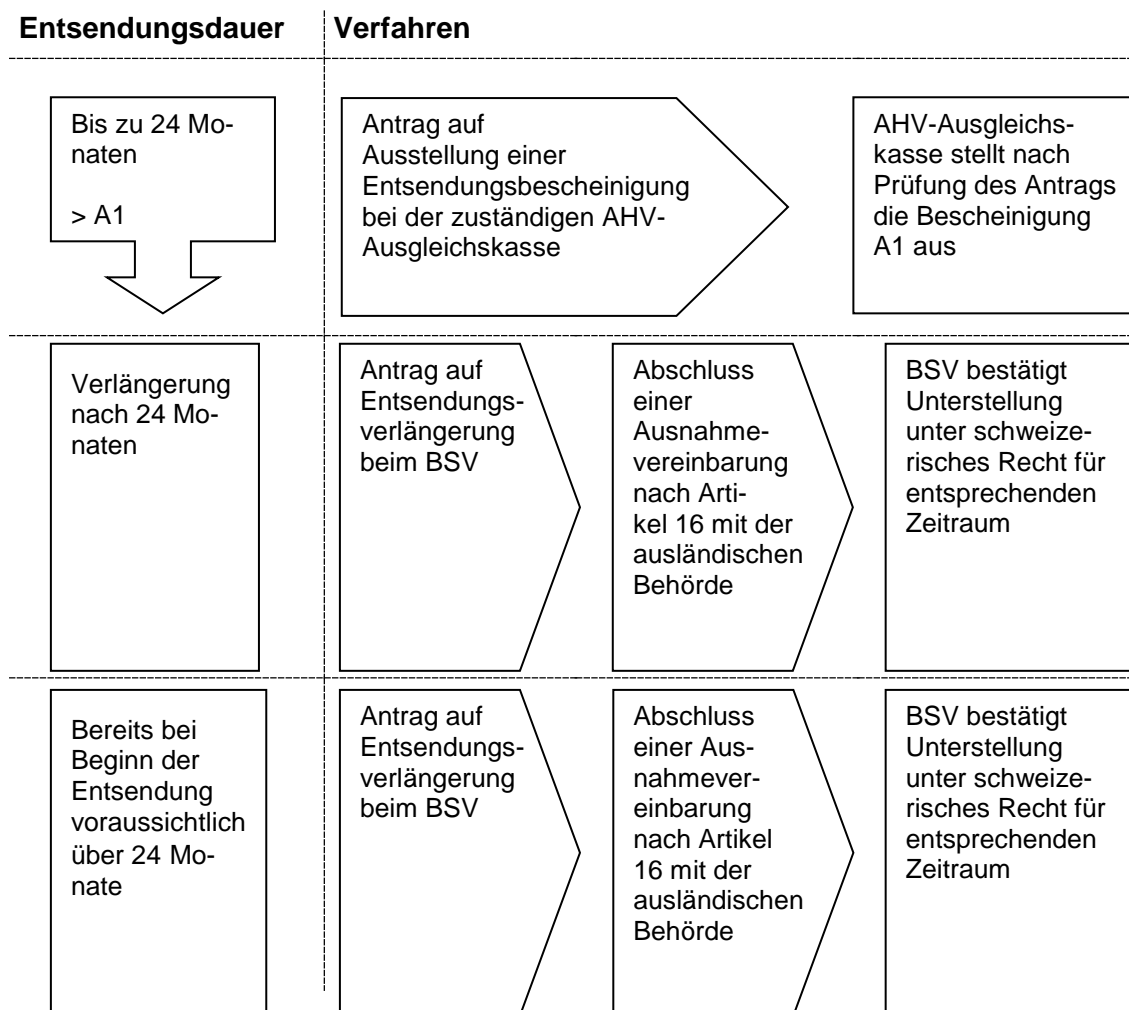 Entsendungsdauer
Verfahren
Bis zu 24 Mo-
naten
> A1
Antrag auf
Ausstellung einer
Entsendungsbescheinigung
bei der zuständigen AHV-
Ausgleichskasse
AHV-Ausgleichs-
kasse stellt nach
Prüfung des Antrags
die Bescheinigung
A1 aus
Verlängerung
nach 24 Mo-
naten
Antrag auf
Entsendungs-
verlängerung
beim BSV
Abschluss
einer
Ausnahme-
vereinbarung
nach Arti-
kel 16 mit der
ausländischen
Behörde
BSV bestätigt
Unterstellung
unter schweize-
risches Recht für
entsprechenden
Zeitraum
Bereits bei
Beginn der
Entsendung
voraussichtlich
über 24 Mo-
nate
Antrag auf
Entsendungs-
verlängerung
beim BSV
Abschluss
einer Aus-
nahmever-
einbarung
nach Artikel
16 mit der
ausländischen
Behörde
BSV bestätigt
Unterstellung
unter schweize-
risches Recht für
entsprechenden
Zeitraum